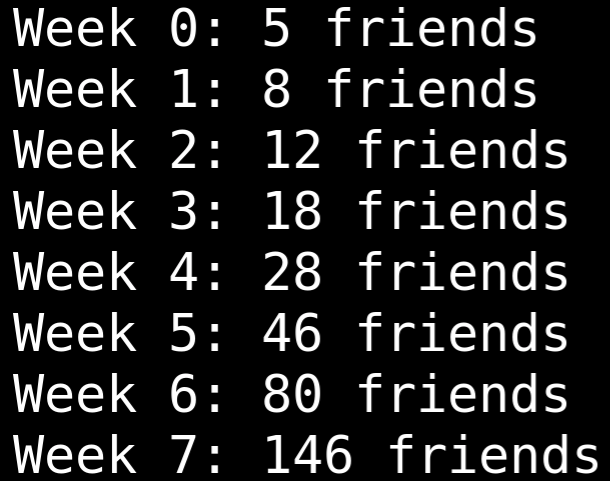 Week 0: 5 friends
Week 1: 8 friends
Week 2: 12 friends
Week 3: 18 friends
Week 4: 28 friends
Week 5: 46 friends
Week 6: 80 friends
Week 7: 146 friends